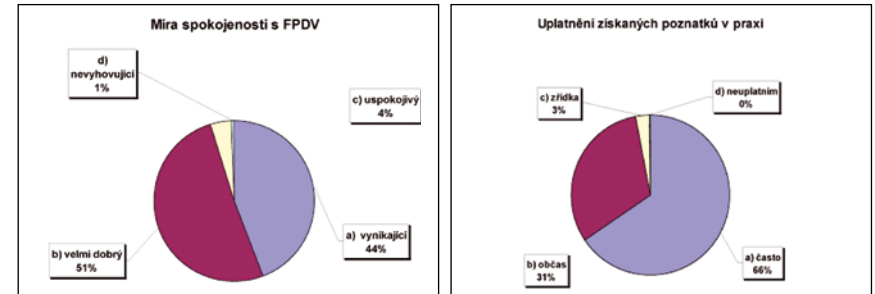 Míra spokojenosti s FPDV
d)
nevyhovující
1%
c) uspokojivý
4%
b) velmi dobrý
51%
a) vynikající
44%
Uplatnění získaných poznatků v praxi
c) zřídka
3%
d) neuplatním
0%
b) občas
31%
a) často
66%